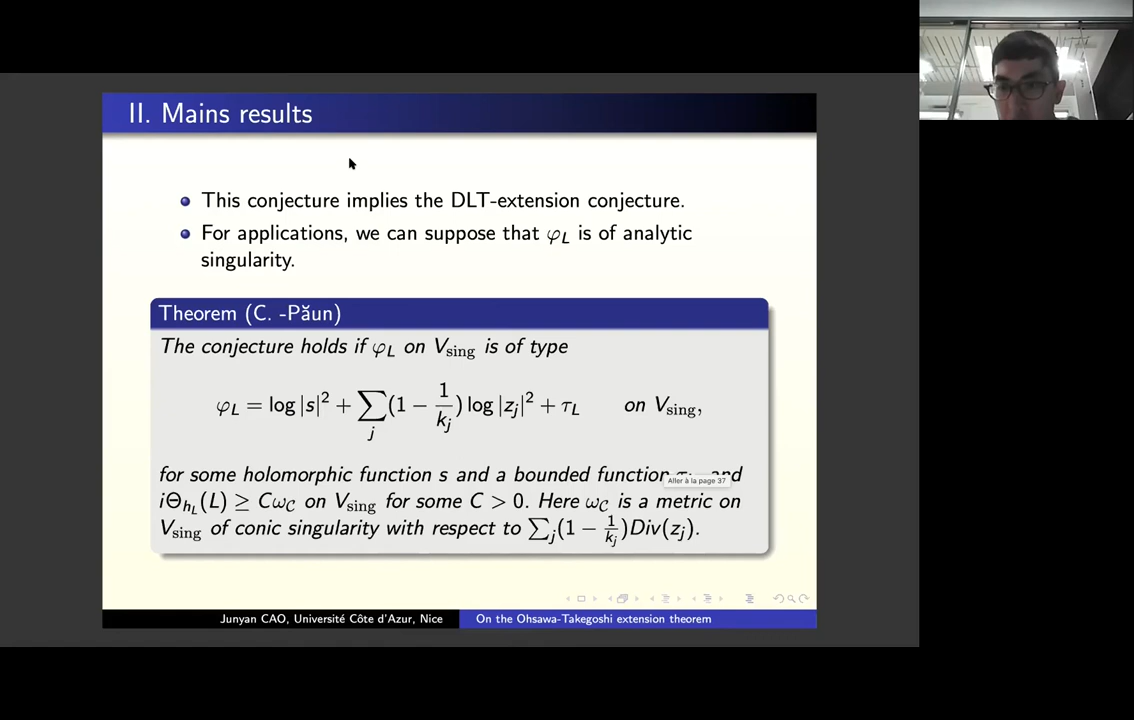 II. Mains results
This conjecture implies the DLT-extension conjecture.
For applications, we can suppose that φ_L is of analytic
singularity.
Theorem (C. -Păun)
The conjecture holds if φ_L on V_sing is of type
φ_L = log |s|² + ∑_j (1 − 1/k_j) log |z_j|² + τ_L on V_sing,
for some holomorphic function s and a bounded function and
Aller à la page 37
iΘ_{h_L}(L) ≥ Cω_𝒞 on V_sing for some C > 0. Here ω_𝒞 is a metric on
V_sing of conic singularity with respect to ∑_j(1 − 1/k_j)Div(z_j).
Junyan CAO, Université Côte d'Azur, Nice
On the Ohsawa-Takegoshi extension theorem